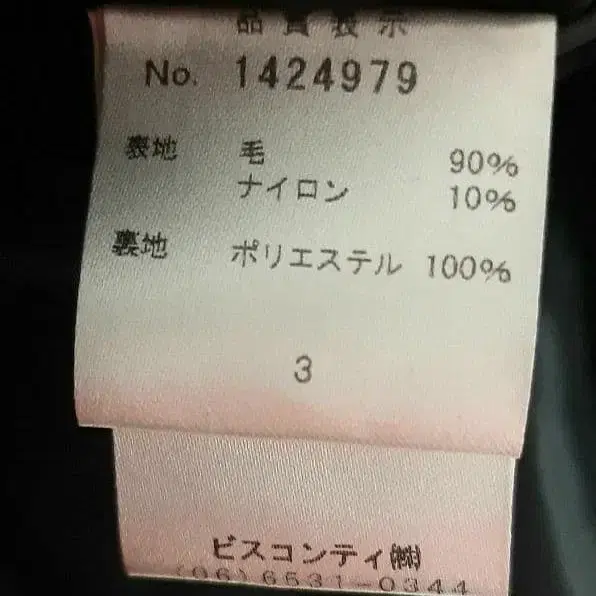 品質表示
No. 1424979
表地 毛 90%
ナイロン 10%
裏地 ポリエステル 100%
3
ビスコンティ㈱
(06)6531-0344